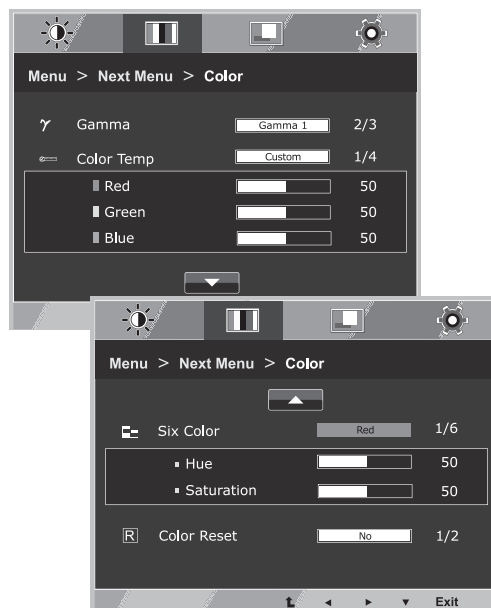 Menu > Next Menu > Color
γ Gamma Gamma 1 2/3
Color Temp Custom 1/4
Red 50
Green 50
Blue 50
Menu > Next Menu > Color
Six Color Red 1/6
Hue 50
Saturation 50
R Color Reset No 1/2
Exit